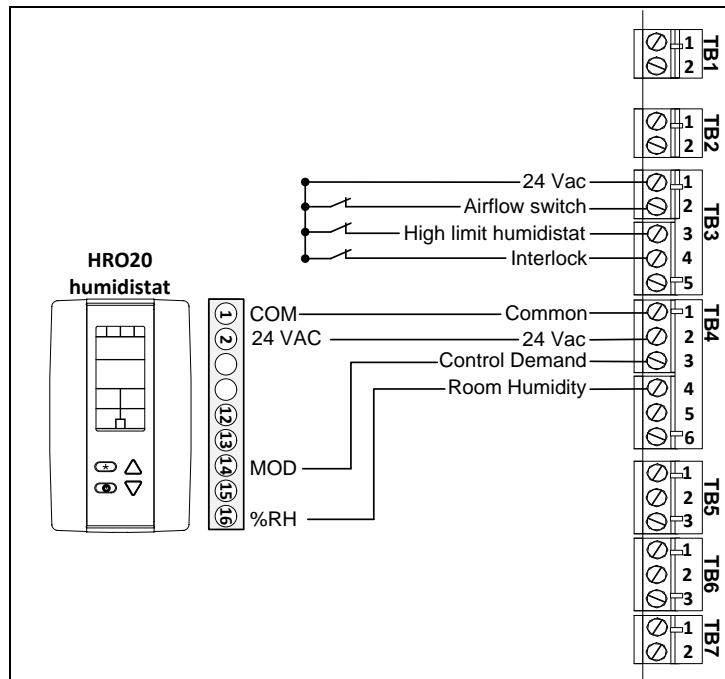 HRO20
humidistat
1 COM
2 24 VAC
12
13
14 MOD
15
16 %RH
24 Vac
Airflow switch
High limit humidistat
Interlock
Common
24 Vac
Control Demand
Room Humidity
1
2
TB1
1
2
TB2
1
2
3
4
5
TB3
1
2
3
4
5
6
TB4
1
2
3
TB5
1
2
3
TB6
1
2
TB7